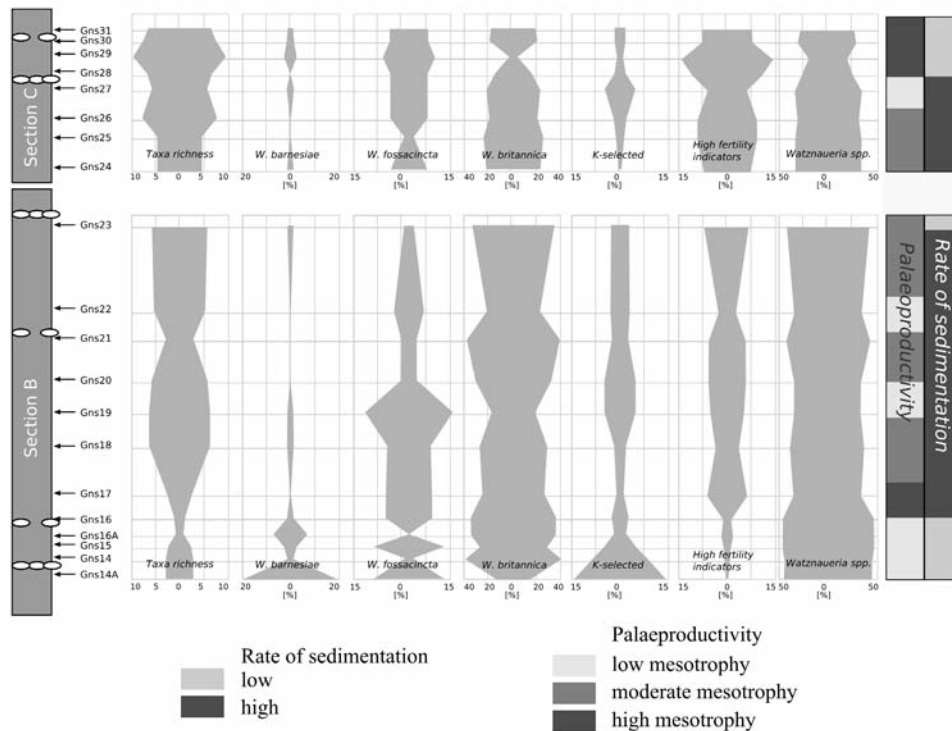 Section C
Gns31
Gns30
Gns29
Gns28
Gns27
Gns26
Gns25
Gns24
Taxa richness
W. barnesiae
W. fossacincta
W. britannica
K-selected
High fertility
indicators
Watznaueria spp.
10 5 0 5 10
[%]
20 0 20
[%]
15 0 15
[%]
40 20 0 20 40
[%]
15 0 15
[%]
15 0 15
[%]
50 0 50
[%]
Section B
Gns23
Gns22
Gns21
Gns20
Gns19
Gns18
Gns17
Gns16
Gns16A
Gns15
Gns14
Gns14A
Taxa richness
W. barnesiae
W. fossacincta
W. britannica
K-selected
High fertility
indicators
Watznaueria spp.
10 5 0 5 10
[%]
20 0 20
[%]
15 0 15
[%]
40 20 0 20 40
[%]
15 0 15
[%]
15 0 15
[%]
50 0 50
[%]
Palaeoproductivity
Rate of sedimentation
Rate of sedimentation
low
high
Palaeproductivity
low mesotrophy
moderate mesotrophy
high mesotrophy